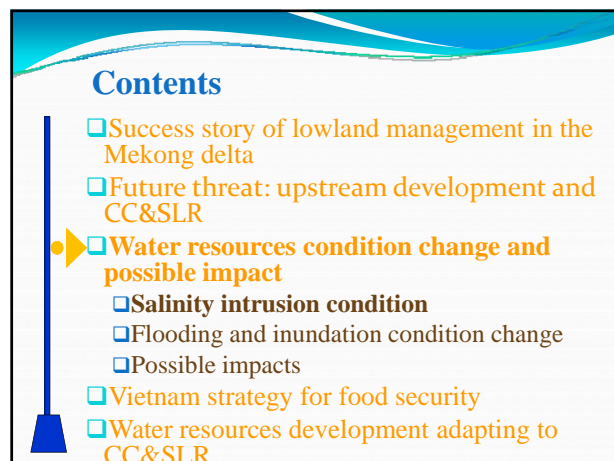 Contents
Success story of lowland management in the
Mekong delta
Future threat: upstream development and
CC&SLR
Water resources condition change and
possible impact
Salinity intrusion condition
Flooding and inundation condition change
Possible impacts
Vietnam strategy for food security
Water resources development adapting to
CC&SLR